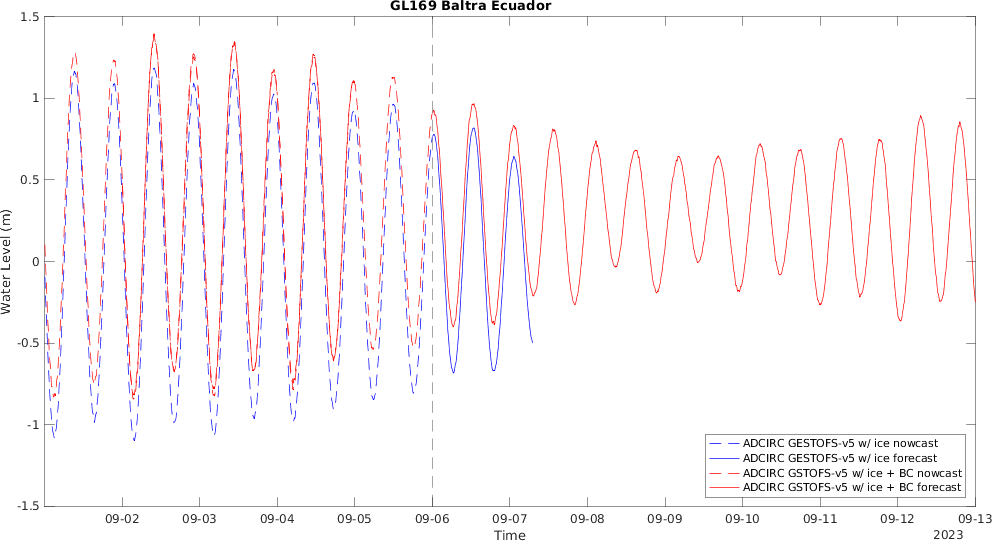 GL169 Baltra Ecuador
1.5
1
0.5
0
-0.5
-1
-1.5
Water Level (m)
ADCIRC GESTOFS-v5 w/ ice nowcast
ADCIRC GESTOFS-v5 w/ ice forecast
ADCIRC GSTOFS-v5 w/ ice + BC nowcast
ADCIRC GSTOFS-v5 w/ ice + BC forecast
09-02 09-03 09-04 09-05 09-06 09-07 09-08 09-09 09-10 09-11 09-12 09-13
Time
2023